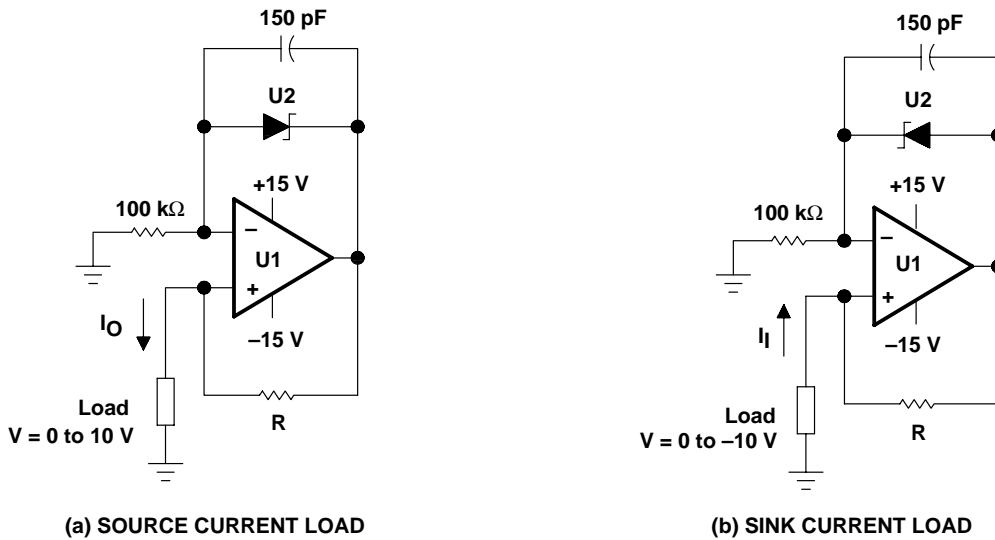 150 pF
U2
+15 V
100 kΩ
−
U1
+
–15 V
IO
Load
V = 0 to 10 V
R
(a) SOURCE CURRENT LOAD
150 pF
U2
+15 V
100 kΩ
−
U1
+
–15 V
II
Load
V = 0 to –10 V
R
(b) SINK CURRENT LOAD